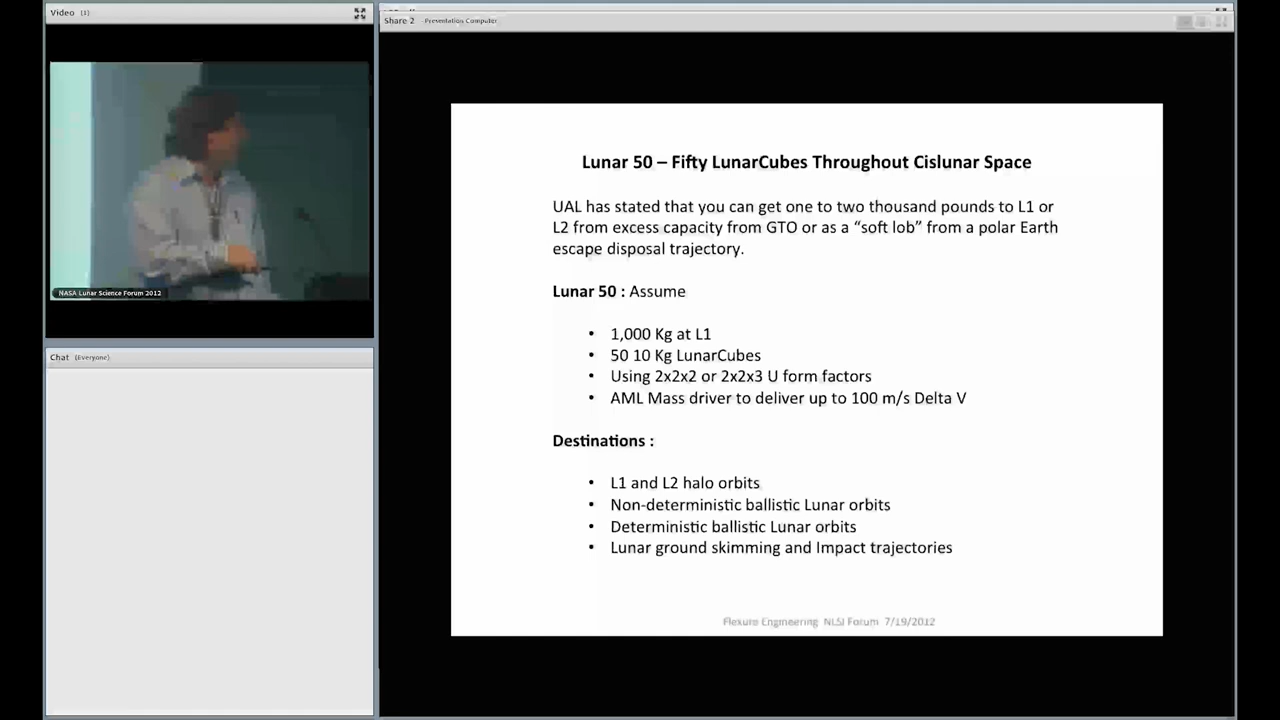 Video (1)
NASA Lunar Science Forum 2012
Chat (Everyone)
Share 2 Presentation Computer
Lunar 50 – Fifty LunarCubes Throughout Cislunar Space
UAL has stated that you can get one to two thousand pounds to L1 or
L2 from excess capacity from GTO or as a “soft lob” from a polar Earth
escape disposal trajectory.
Lunar 50 : Assume
• 1,000 Kg at L1
• 50 10 Kg LunarCubes
• Using 2x2x2 or 2x2x3 U form factors
• AML Mass driver to deliver up to 100 m/s Delta V
Destinations :
• L1 and L2 halo orbits
• Non-deterministic ballistic Lunar orbits
• Deterministic ballistic Lunar orbits
• Lunar ground skimming and Impact trajectories
Flexure Engineering NLSI Forum 7/19/2012